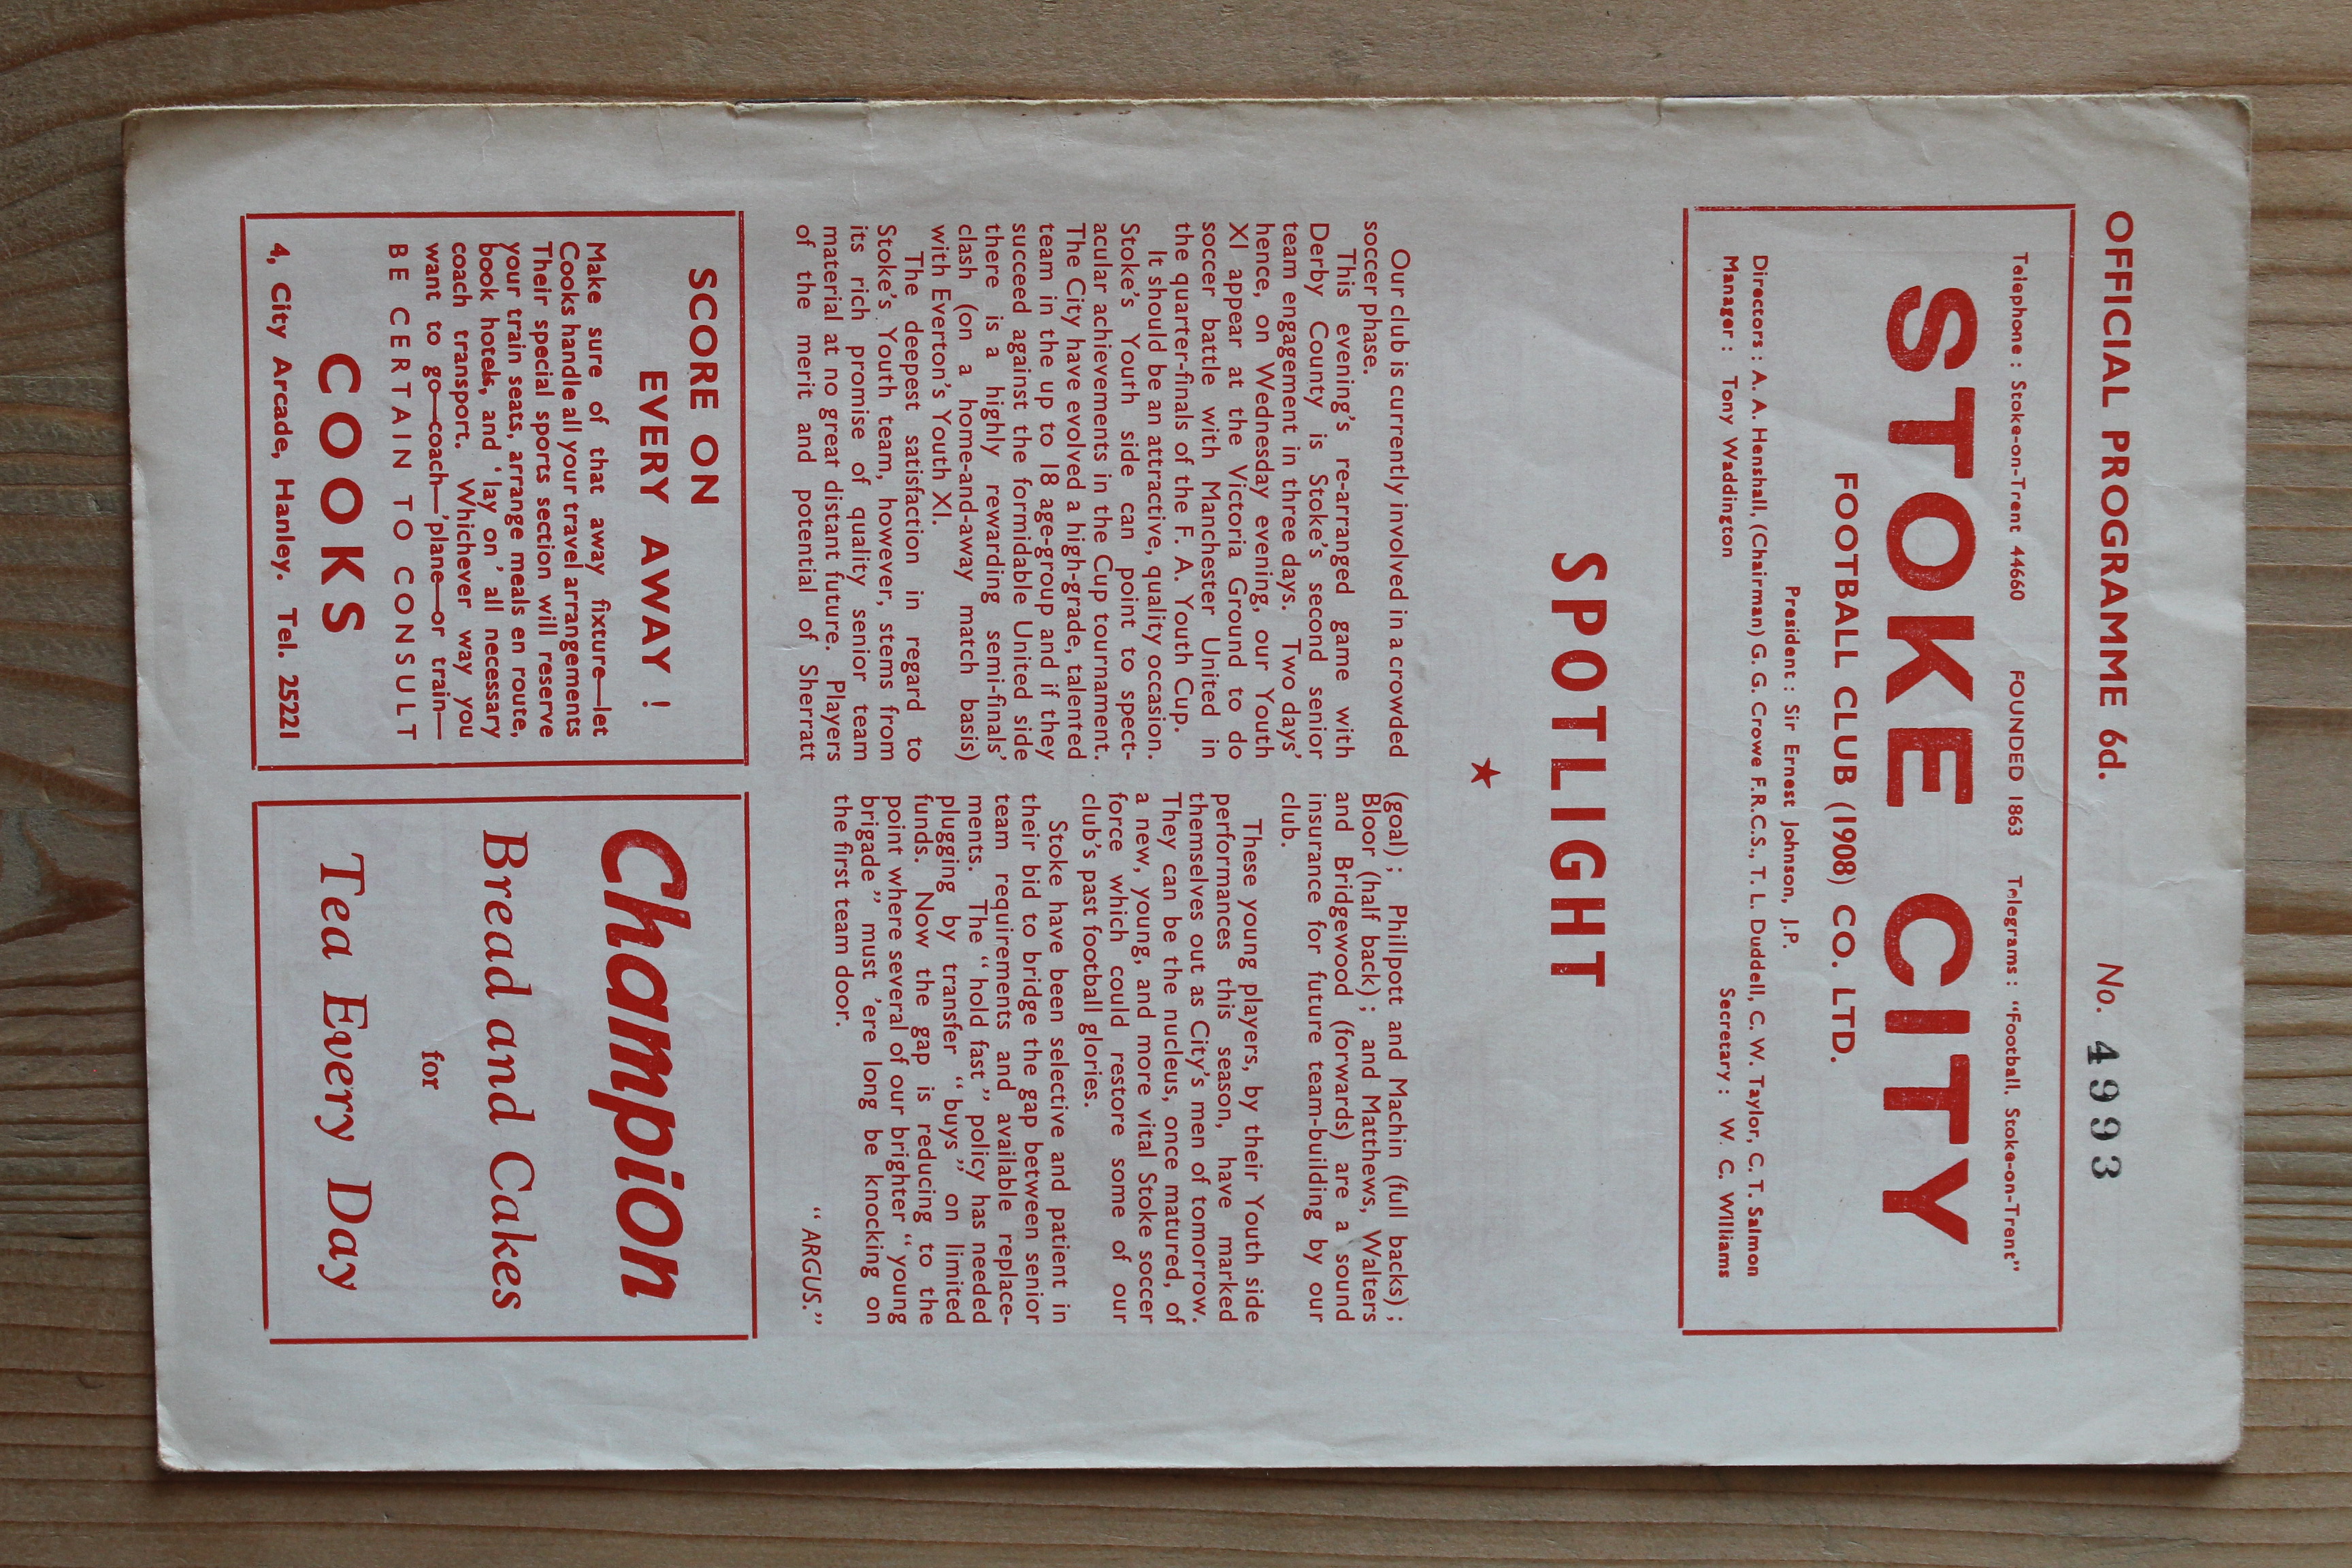 OFFICIAL PROGRAMME 6d. No. 4993
Telephone : Stoke-on-Trent 44660 FOUNDED 1863 Telegrams : "Football, Stoke-on-Trent"
STOKE CITY
FOOTBALL CLUB (1908) CO. LTD.
President : Sir Ernest Johnson, J.P.
Directors : A. A. Henshall, (Chairman) G. G. Crowe F.R.C.S., T. L. Duddell, C. W. Taylor, C. T. Salmon
Manager : Tony Waddington Secretary : W. C. Williams
SPOTLIGHT
★
Our club is currently involved in a crowded
soccer phase.
This evening's re-arranged game with
Derby County is Stoke's second senior
team engagement in three days. Two days'
hence, on Wednesday evening, our Youth
XI appear at the Victoria Ground to do
soccer battle with Manchester United in
the quarter-finals of the F. A. Youth Cup.
It should be an attractive, quality occasion.
Stoke's Youth side can point to spect-
acular achievements in the Cup tournament.
The City have evolved a high-grade, talented
team in the up to 18 age-group and if they
succeed against the formidable United side
there is a highly rewarding semi-finals'
clash (on a home-and-away match basis)
with Everton's Youth XI.
The deepest satisfaction in regard to
Stoke's Youth team, however, stems from
its rich promise of quality senior team
material at no great distant future. Players
of the merit and potential of Sherratt
(goal) ; Phillpott and Machin (full backs) ;
Bloor (half back) ; and Matthews, Walters
and Bridgewood (forwards) are a sound
insurance for future team-building by our
club.
These young players, by their Youth side
performances this season, have marked
themselves out as City's men of tomorrow.
They can be the nucleus, once matured, of
a new, young, and more vital Stoke soccer
force which could restore some of our
club's past football glories.
Stoke have been selective and patient in
their bid to bridge the gap between senior
team requirements and available replace-
ments. The "hold fast" policy has needed
plugging by transfer "buys" on limited
funds. Now the gap is reducing to the
point where several of our brighter "young
brigade" must 'ere long be knocking on
the first team door.
"ARGUS."
SCORE ON
EVERY AWAY !
Make sure of that away fixture—let
Cooks handle all your travel arrangements
Their special sports section will reserve
your train seats, arrange meals en route,
book hotels, and 'lay on' all necessary
coach transport. Whichever way you
want to go—coach—'plane—or train—
BE CERTAIN TO CONSULT
COOKS
4, City Arcade, Hanley. Tel. 25221
Champion
Bread and Cakes
for
Tea Every Day